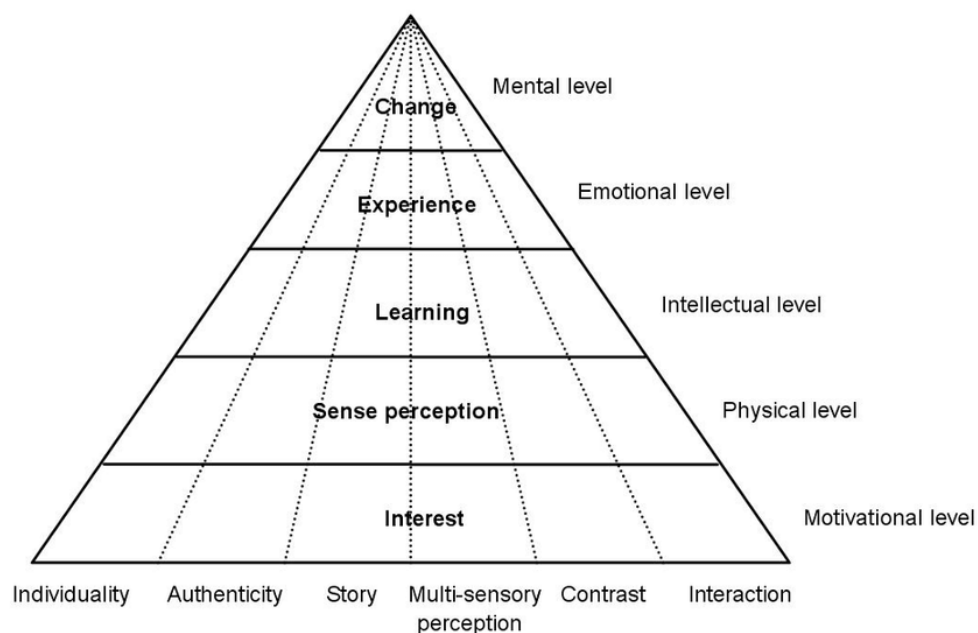 Mental level
Change
Emotional level
Experience
Intellectual level
Learning
Physical level
Sense perception
Motivational level
Interest
Individuality Authenticity Story Multi-sensory Contrast Interaction
perception